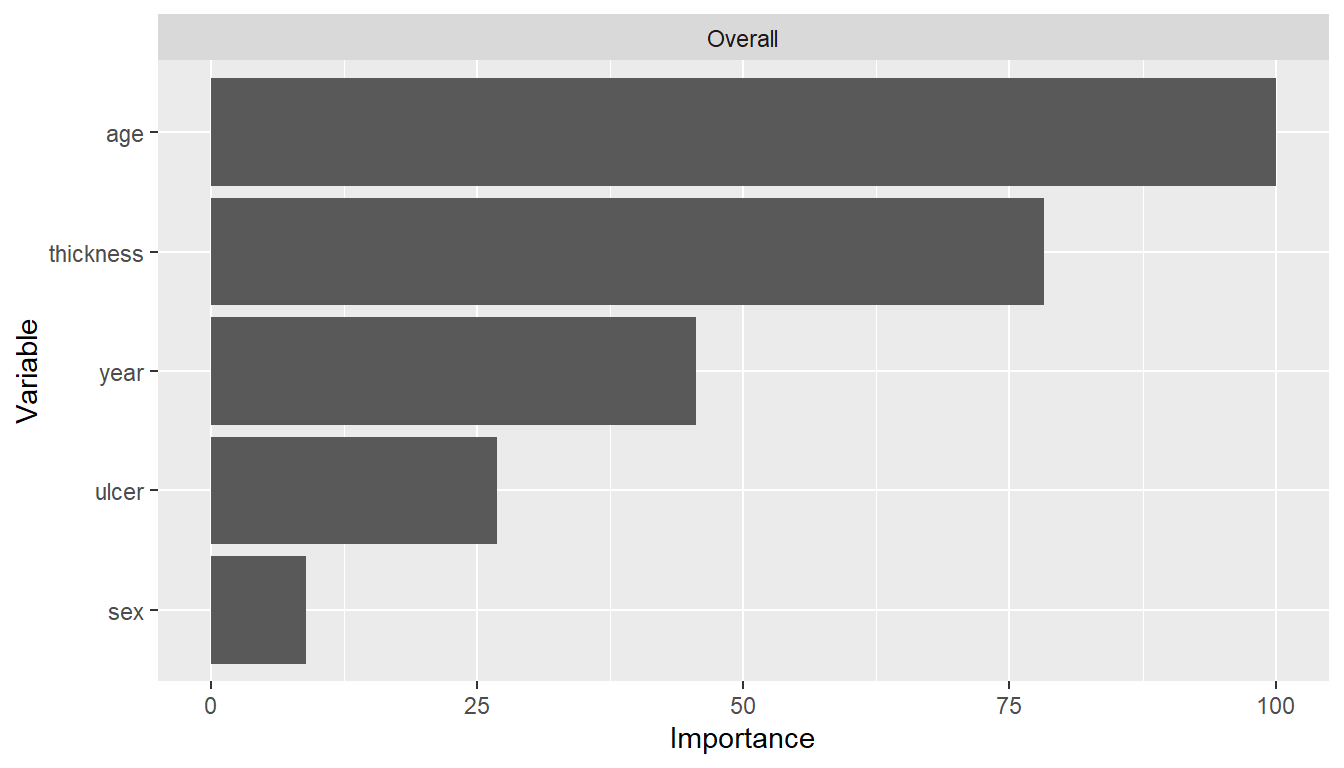 Overall
age
thickness
year
ulcer
sex
Variable
0 25 50 75 100
Importance